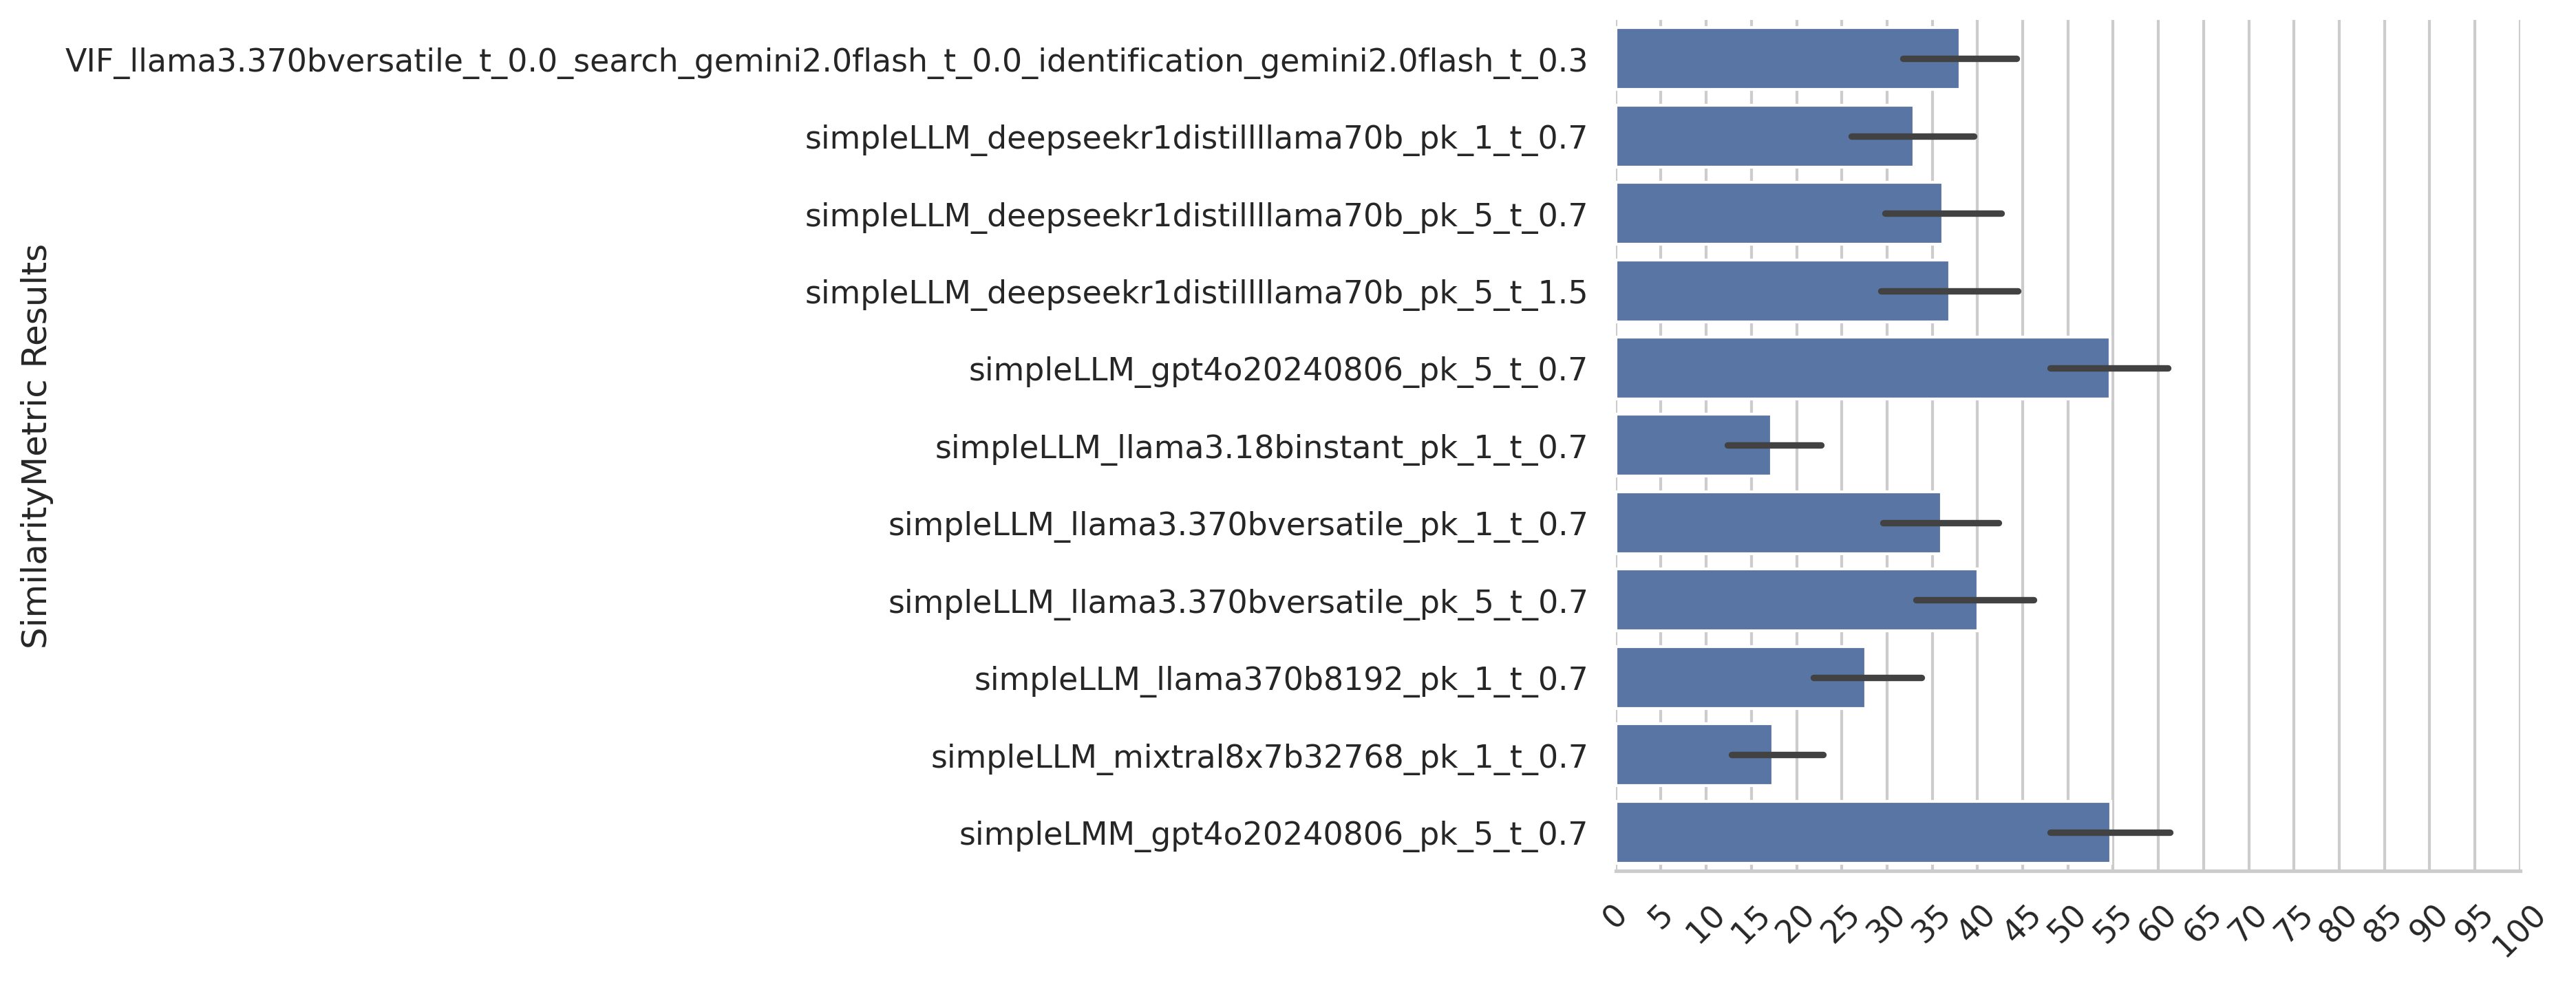 SimilarityMetric Results
VIF_llama3.370bversatile_t_0.0_search_gemini2.0flash_t_0.0_identification_gemini2.0flash_t_0.3
simpleLLM_deepseekr1distillllama70b_pk_1_t_0.7
simpleLLM_deepseekr1distillllama70b_pk_5_t_0.7
simpleLLM_deepseekr1distillllama70b_pk_5_t_1.5
simpleLLM_gpt4o20240806_pk_5_t_0.7
simpleLLM_llama3.18binstant_pk_1_t_0.7
simpleLLM_llama3.370bversatile_pk_1_t_0.7
simpleLLM_llama3.370bversatile_pk_5_t_0.7
simpleLLM_llama370b8192_pk_1_t_0.7
simpleLLM_mixtral8x7b32768_pk_1_t_0.7
simpleLMM_gpt4o20240806_pk_5_t_0.7
0 5 10 15 20 25 30 35 40 45 50 55 60 65 70 75 80 85 90 95 100